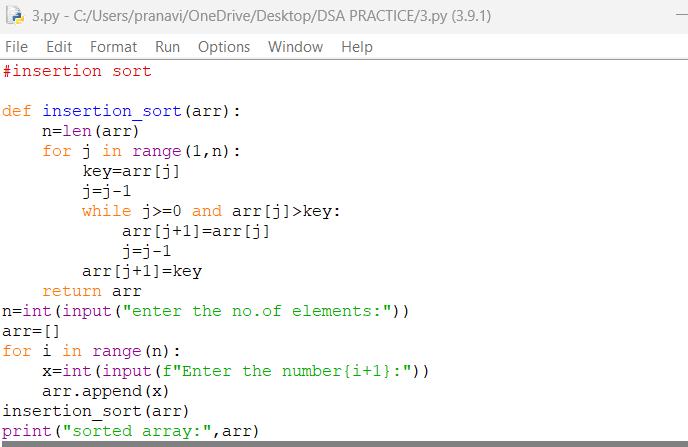 3.py - C:/Users/pranavi/OneDrive/Desktop/DSA PRACTICE/3.py (3.9.1)
File Edit Format Run Options Window Help
#insertion sort

def insertion_sort(arr):
    n=len(arr)
    for j in range(1,n):
        key=arr[j]
        j=j-1
        while j>=0 and arr[j]>key:
            arr[j+1]=arr[j]
            j=j-1
        arr[j+1]=key
    return arr
n=int(input("enter the no.of elements:"))
arr=[]
for i in range(n):
    x=int(input(f"Enter the number{i+1}:"))
    arr.append(x)
insertion_sort(arr)
print("sorted array:",arr)